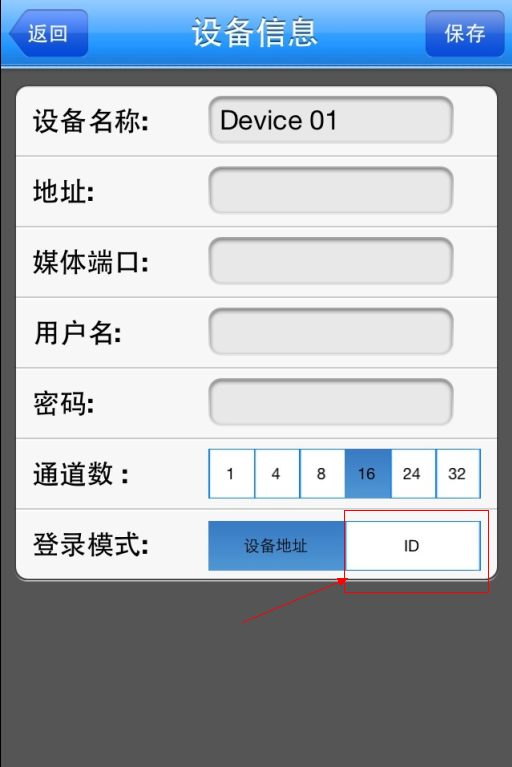 返回 设备信息 保存
设备名称: Device 01
地址:
媒体端口:
用户名:
密码:
通道数 : 1 4 8 16 24 32
登录模式: 设备地址 ID